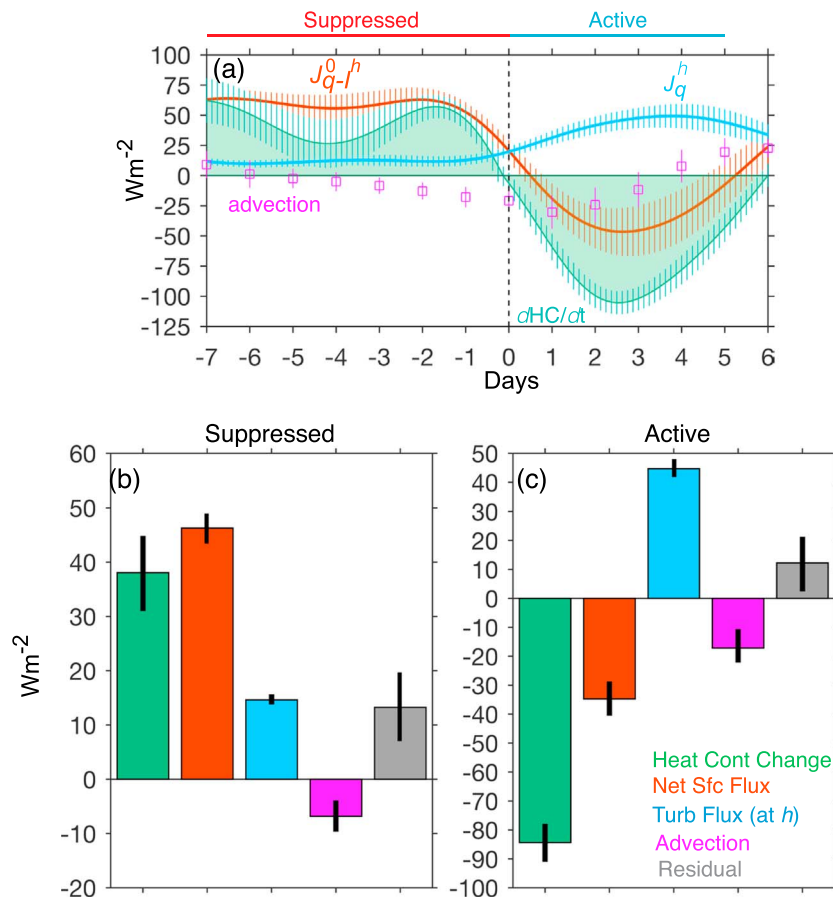 Suppressed Active
(a)
J⁰q-Iʰ
Jqʰ
advection
dHC/dt
Wm⁻²
100
75
50
25
0
-25
-50
-75
-100
-125
-7 -6 -5 -4 -3 -2 -1 0 1 2 3 4 5 6
Days
Suppressed
(b)
Wm⁻²
60
50
40
30
20
10
0
-10
-20
Active
(c)
50
40
30
20
10
0
-10
-20
-30
-40
-50
-60
-70
-80
-90
-100
Heat Cont Change
Net Sfc Flux
Turb Flux (at h)
Advection
Residual